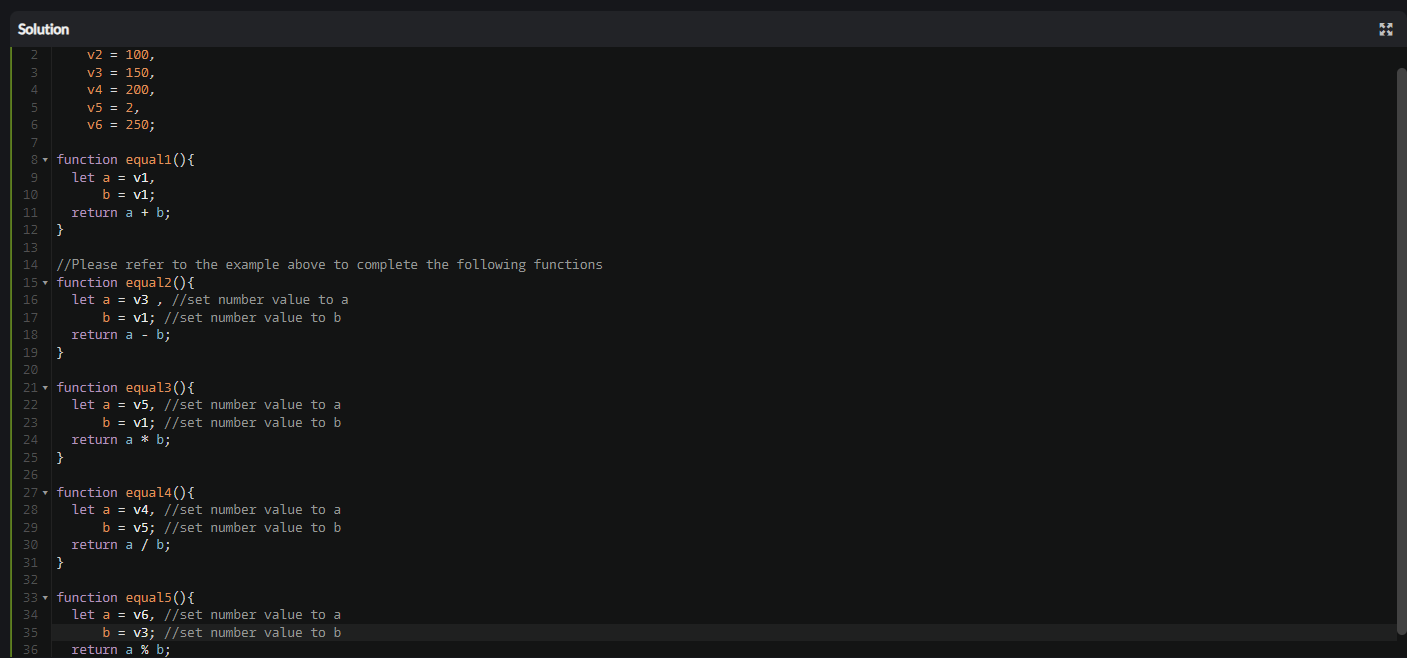 Solution
2 v2 = 100,
3 v3 = 150,
4 v4 = 200,
5 v5 = 2,
6 v6 = 250;
7
8 function equal1(){
9 let a = v1,
10 b = v1;
11 return a + b;
12 }
13
14 //Please refer to the example above to complete the following functions
15 function equal2(){
16 let a = v3 , //set number value to a
17 b = v1; //set number value to b
18 return a - b;
19 }
20
21 function equal3(){
22 let a = v5, //set number value to a
23 b = v1; //set number value to b
24 return a * b;
25 }
26
27 function equal4(){
28 let a = v4, //set number value to a
29 b = v5; //set number value to b
30 return a / b;
31 }
32
33 function equal5(){
34 let a = v6, //set number value to a
35 b = v3; //set number value to b
36 return a % b;